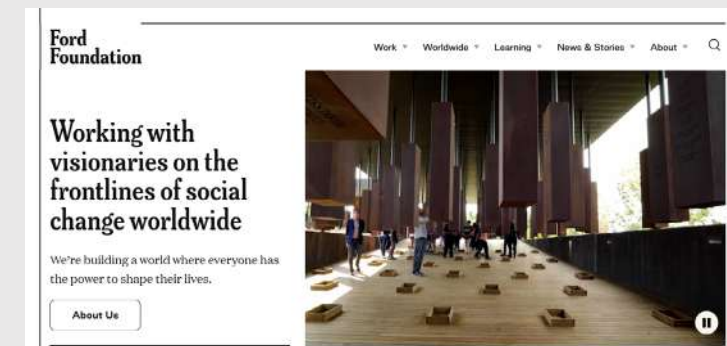 Ford
Foundation
Work
Worldwide
Learning
News & Stories
About
Working with
visionaries on the
frontlines of social
change worldwide
We're building a world where everyone has
the power to shape their lives.
About Us